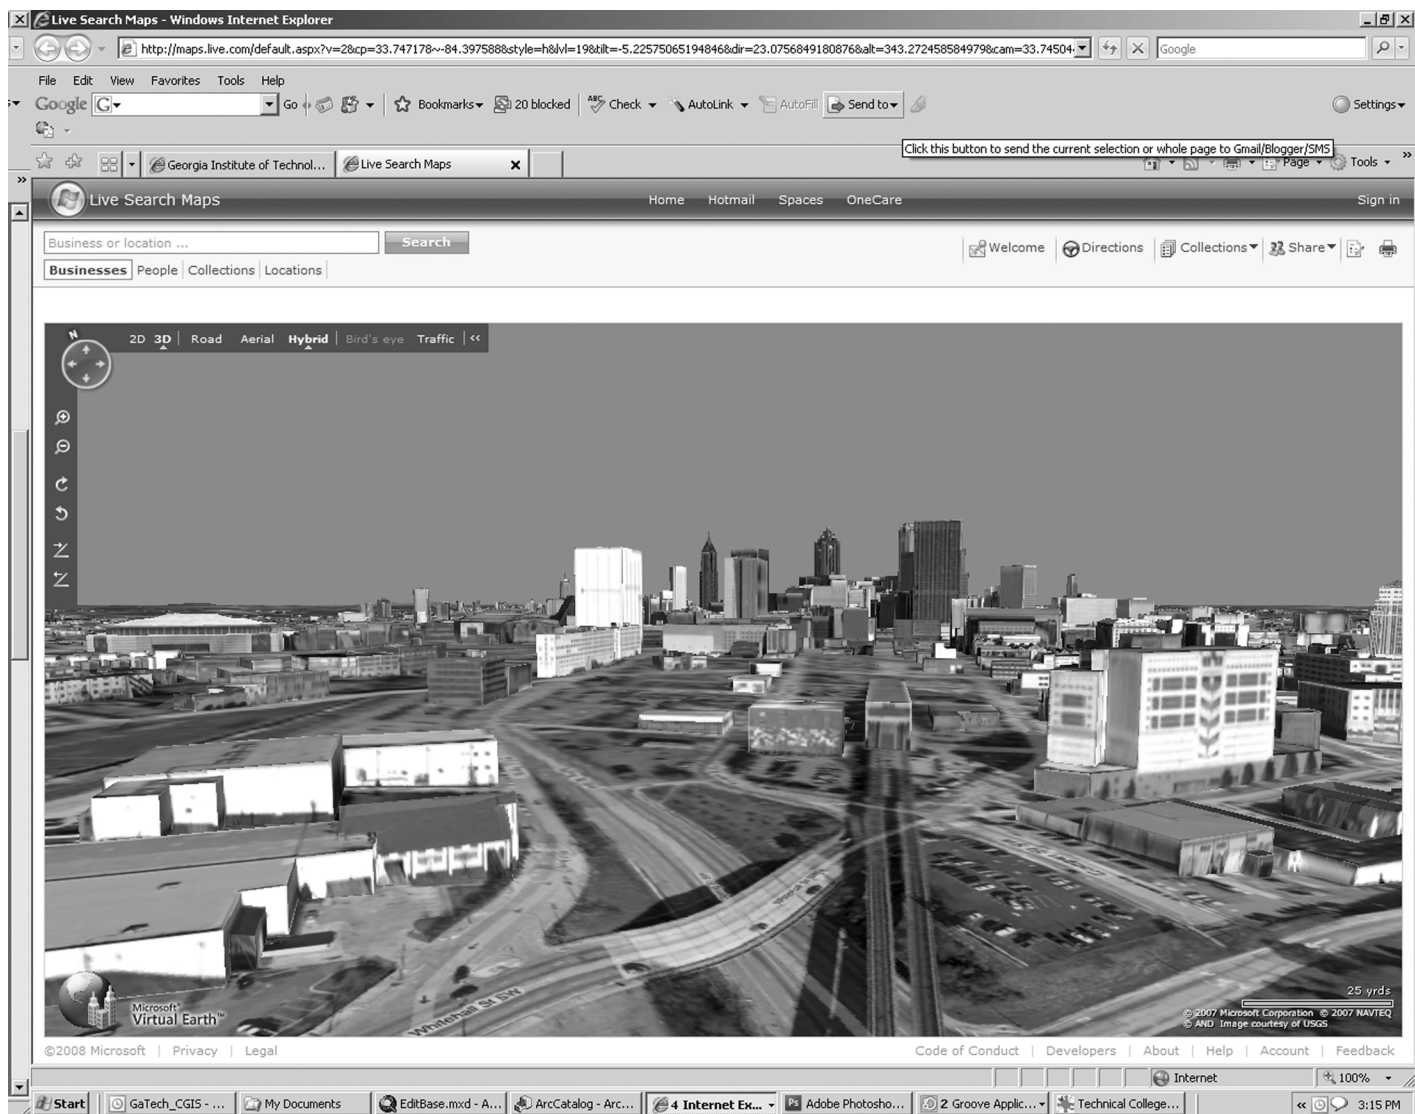 Live Search Maps - Windows Internet Explorer
http://maps.live.com/default.aspx?v=2&cp=33.747178~-84.397588&style=h&lvl=19&tilt=-5.22575065194846&dir=23.0756849180876&alt=343.272458584979&cam=33.74504
Google
File Edit View Favorites Tools Help
Google G Go Bookmarks 20 blocked ABC Check AutoLink AutoFill Send to Settings
Click this button to send the current selection or whole page to Gmail/Blogger/SMS
Georgia Institute of Technol... Live Search Maps Page Tools
Live Search Maps Home Hotmail Spaces OneCare Sign in
Business or location ... Search
Welcome Directions Collections Share
Businesses People Collections Locations
N
2D 3D Road Aerial Hybrid Bird's eye Traffic <<
Whitehall St SW
Microsoft
Virtual Earth™
25 yrds
© 2007 Microsoft Corporation © 2007 NAVTEQ
© AND Image courtesy of USGS
©2008 Microsoft | Privacy | Legal
Code of Conduct | Developers | About | Help | Account | Feedback
Internet 100%
Start GaTech_CGIS - ... My Documents EditBase.mxd - A... ArcCatalog - Arc... 4 Internet Ex... Ps Adobe Photosho... 2 Groove Applic... Technical College... 3:15 PM